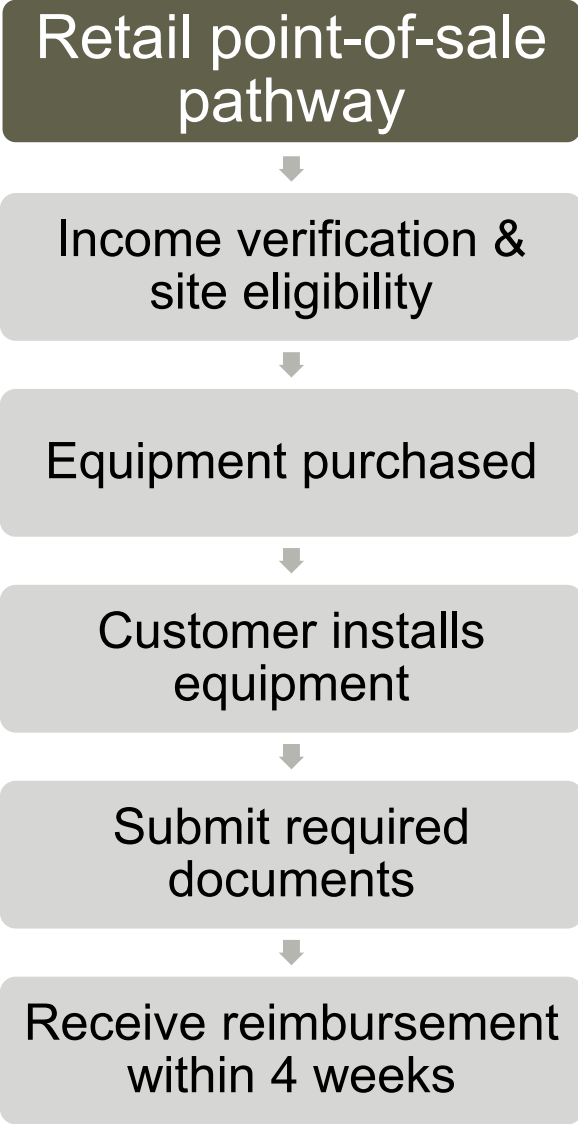 Retail point-of-sale
pathway
Income verification &
site eligibility
Equipment purchased
Customer installs
equipment
Submit required
documents
Receive reimbursement
within 4 weeks